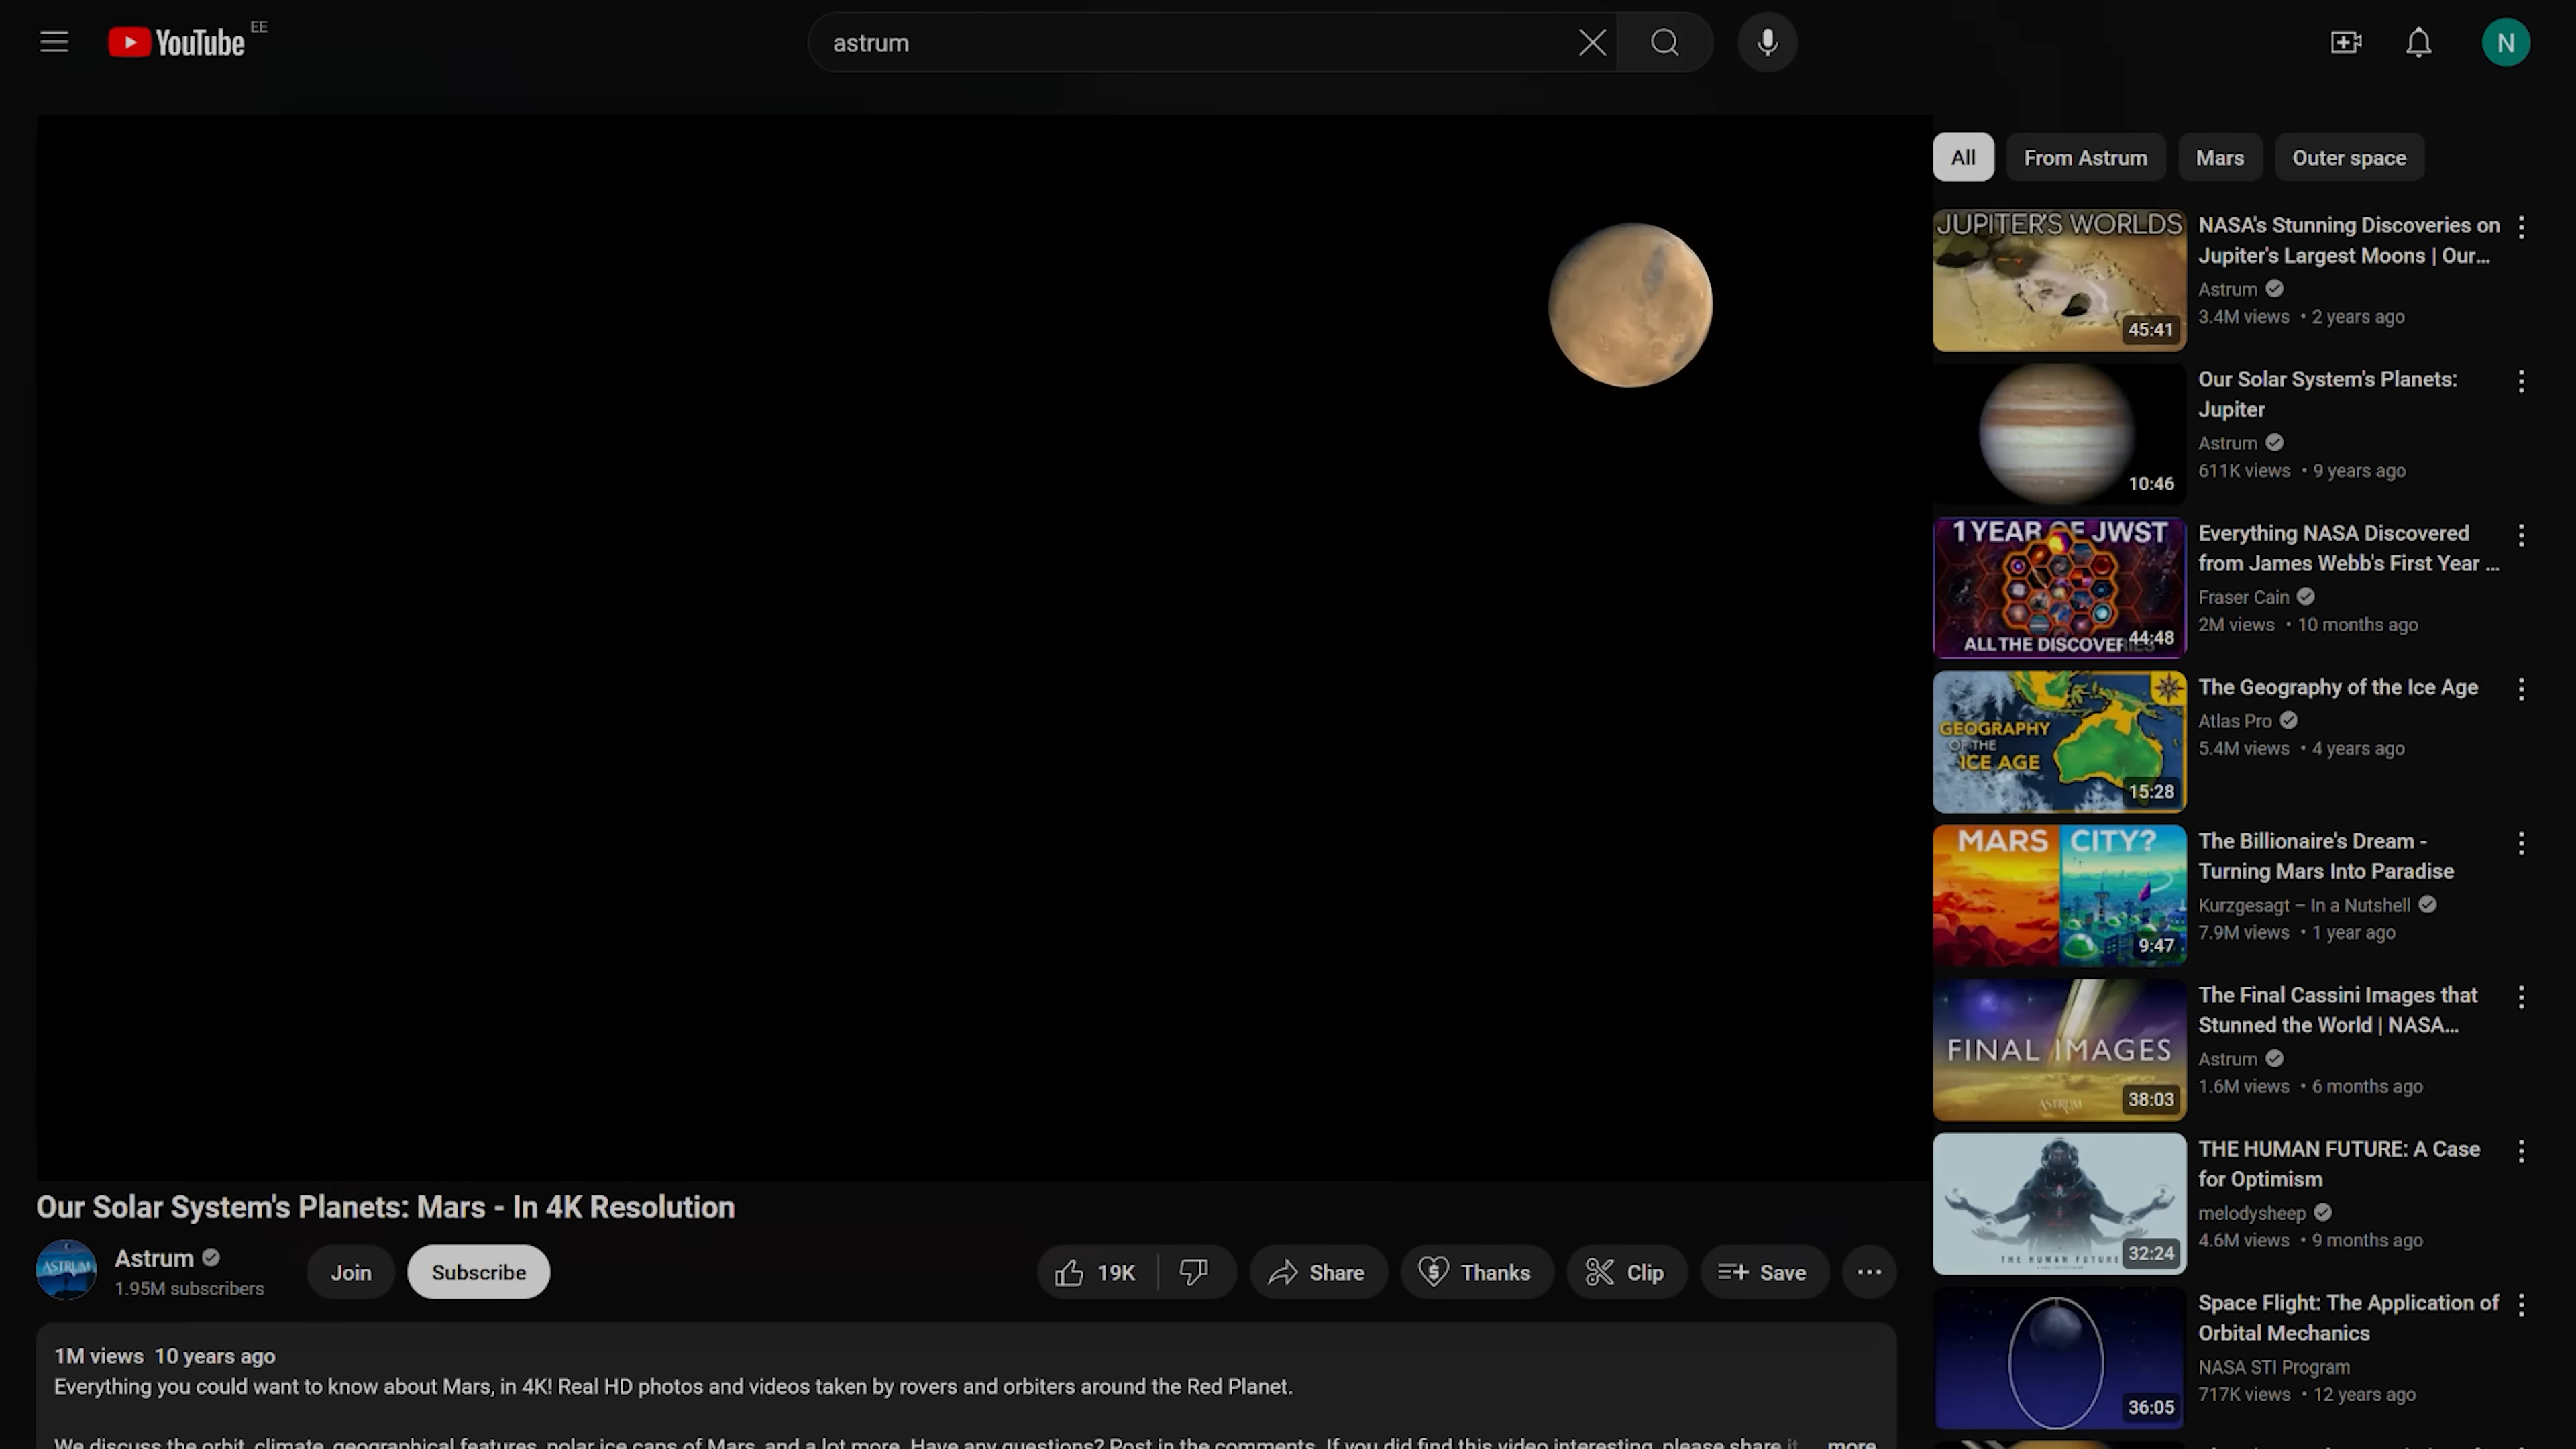 YouTube EE
astrum
N
All
From Astrum
Mars
Outer space
JUPITER'S WORLDS
45:41
NASA's Stunning Discoveries on
Jupiter's Largest Moons | Our...
Astrum
3.4M views • 2 years ago
10:46
Our Solar System's Planets:
Jupiter
Astrum
611K views • 9 years ago
1 YEAR OF JWST
ALL THE DISCOVERIES
44:48
Everything NASA Discovered
from James Webb's First Year ...
Fraser Cain
2M views • 10 months ago
GEOGRAPHY
OF THE
ICE AGE
15:28
The Geography of the Ice Age
Atlas Pro
5.4M views • 4 years ago
MARS CITY?
9:47
The Billionaire's Dream -
Turning Mars Into Paradise
Kurzgesagt – In a Nutshell
7.9M views • 1 year ago
FINAL IMAGES
ASTRUM
38:03
The Final Cassini Images that
Stunned the World | NASA...
Astrum
1.6M views • 6 months ago
THE HUMAN FUTURE
32:24
THE HUMAN FUTURE: A Case
for Optimism
melodysheep
4.6M views • 9 months ago
36:05
Space Flight: The Application of
Orbital Mechanics
NASA STI Program
717K views • 12 years ago
Our Solar System's Planets: Mars - In 4K Resolution
ASTRUM
Astrum
1.95M subscribers
Join
Subscribe
19K
Share
Thanks
Clip
Save
1M views 10 years ago
Everything you could want to know about Mars, in 4K! Real HD photos and videos taken by rovers and orbiters around the Red Planet.
We discuss the orbit, climate, geographical features, polar ice caps of Mars, and a lot more. Have any questions? Post in the comments. If you did find this video interesting, please share it ...more